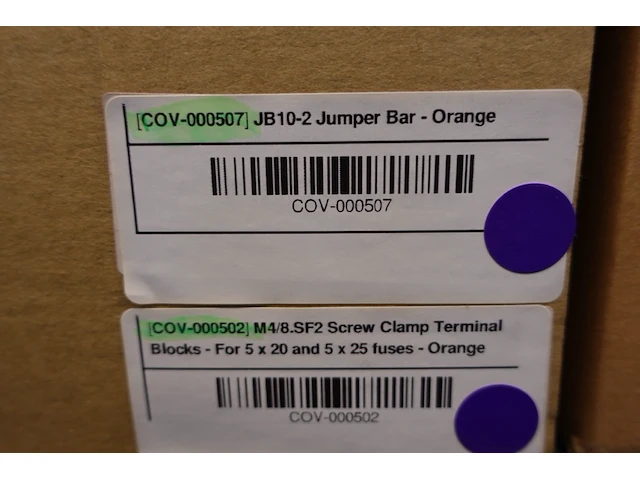 [COV-000507] JB10-2 Jumper Bar - Orange
COV-000507
[COV-000502] M4/8.SF2 Screw Clamp Terminal
Blocks - For 5 x 20 and 5 x 25 fuses - Orange
COV-000502